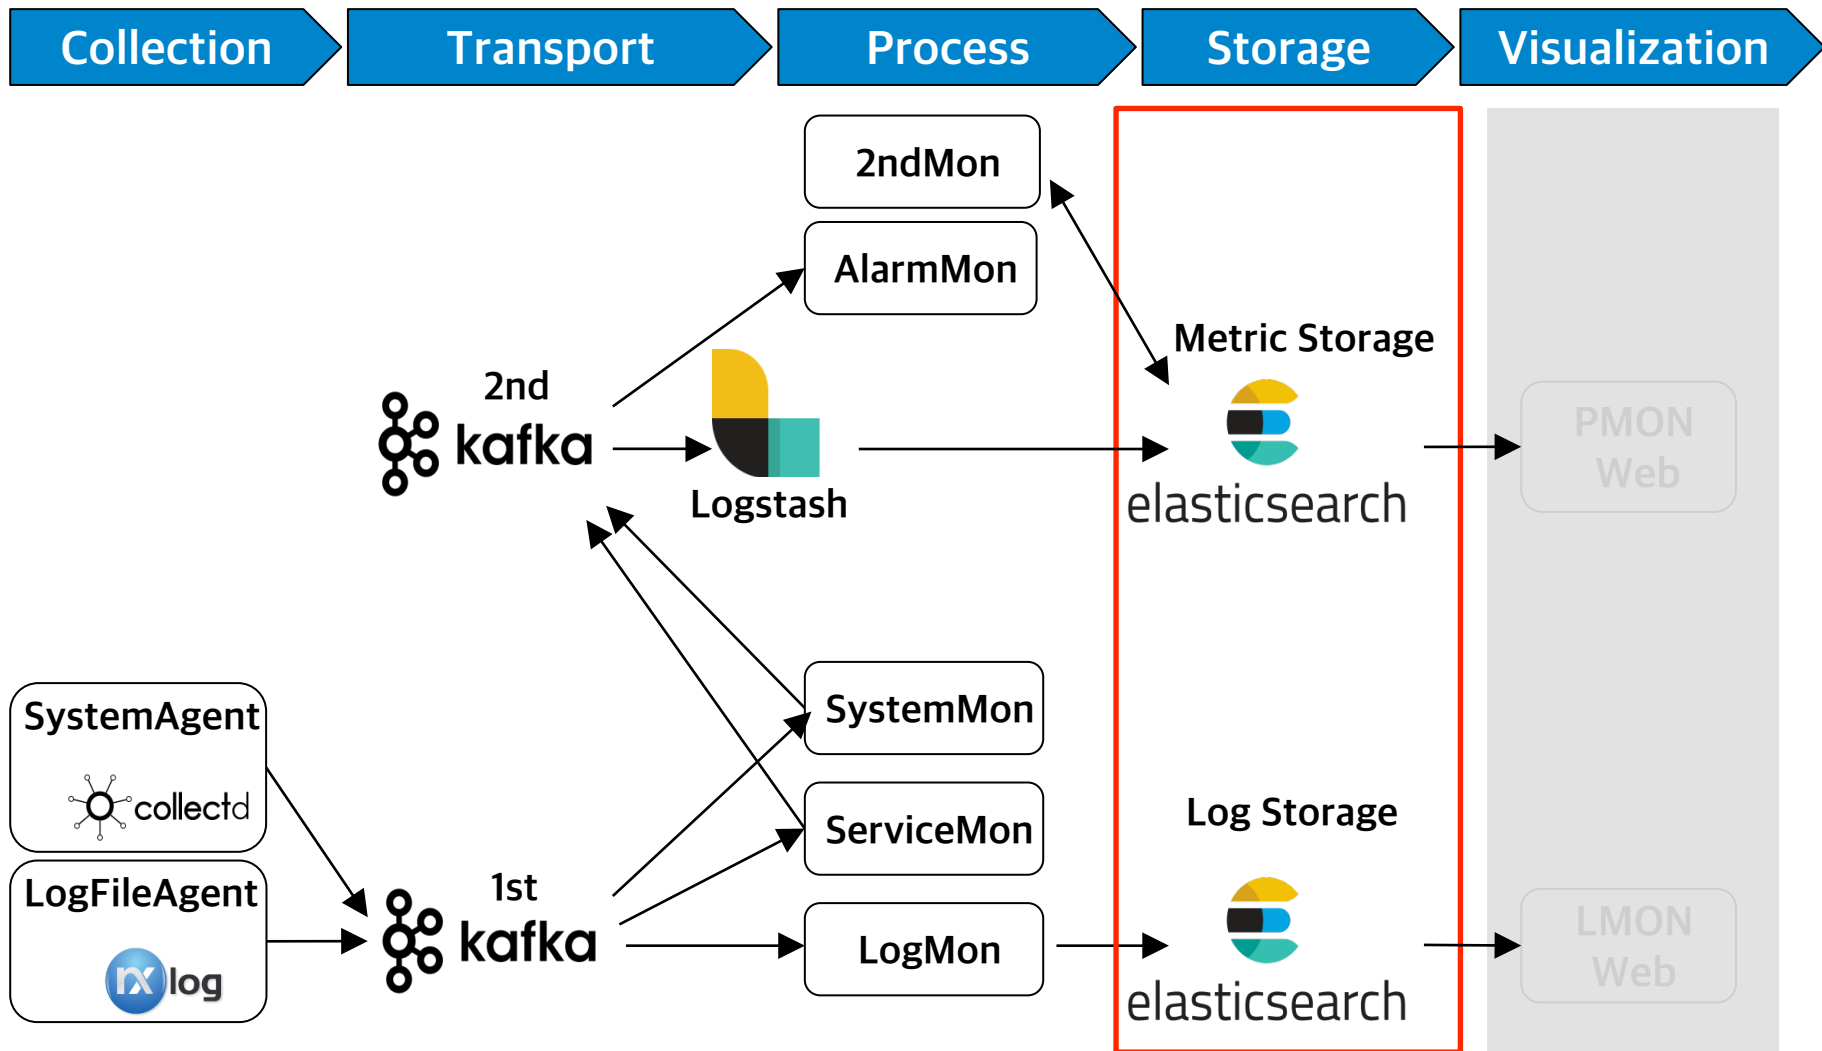 Collection
Transport
Process
Storage
Visualization
2ndMon
AlarmMon
Metric Storage
2nd
kafka
Logstash
elasticsearch
PMON
Web
SystemAgent
collectd
SystemMon
ServiceMon
Log Storage
LogFileAgent
nxlog
1st
kafka
LogMon
elasticsearch
LMON
Web